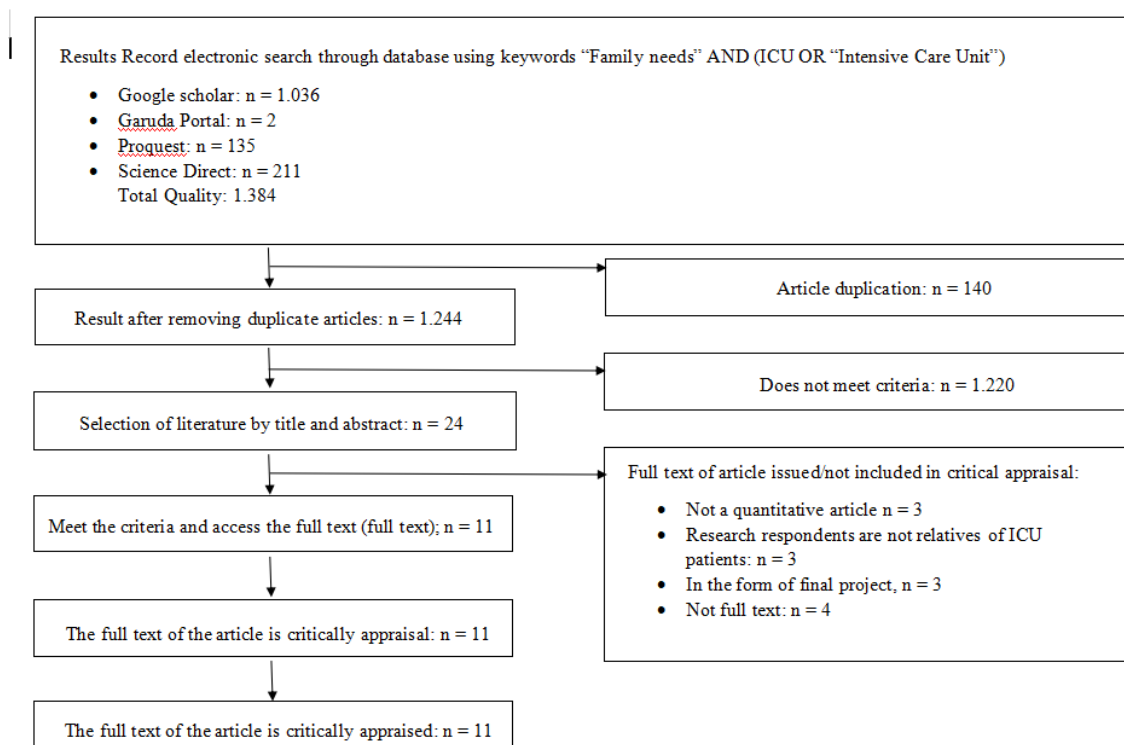 Results Record electronic search through database using keywords “Family needs” AND (ICU OR “Intensive Care Unit”)
• Google scholar: n = 1.036
• Garuda Portal: n = 2
• Proquest: n = 135
• Science Direct: n = 211
Total Quality: 1.384
Article duplication: n = 140
Result after removing duplicate articles: n = 1.244
Does not meet criteria: n = 1.220
Selection of literature by title and abstract: n = 24
Full text of article issued/not included in critical appraisal:
• Not a quantitative article n = 3
• Research respondents are not relatives of ICU
patients: n = 3
• In the form of final project, n = 3
• Not full text: n = 4
Meet the criteria and access the full text (full text); n = 11
The full text of the article is critically appraisal: n = 11
The full text of the article is critically appraised: n = 11